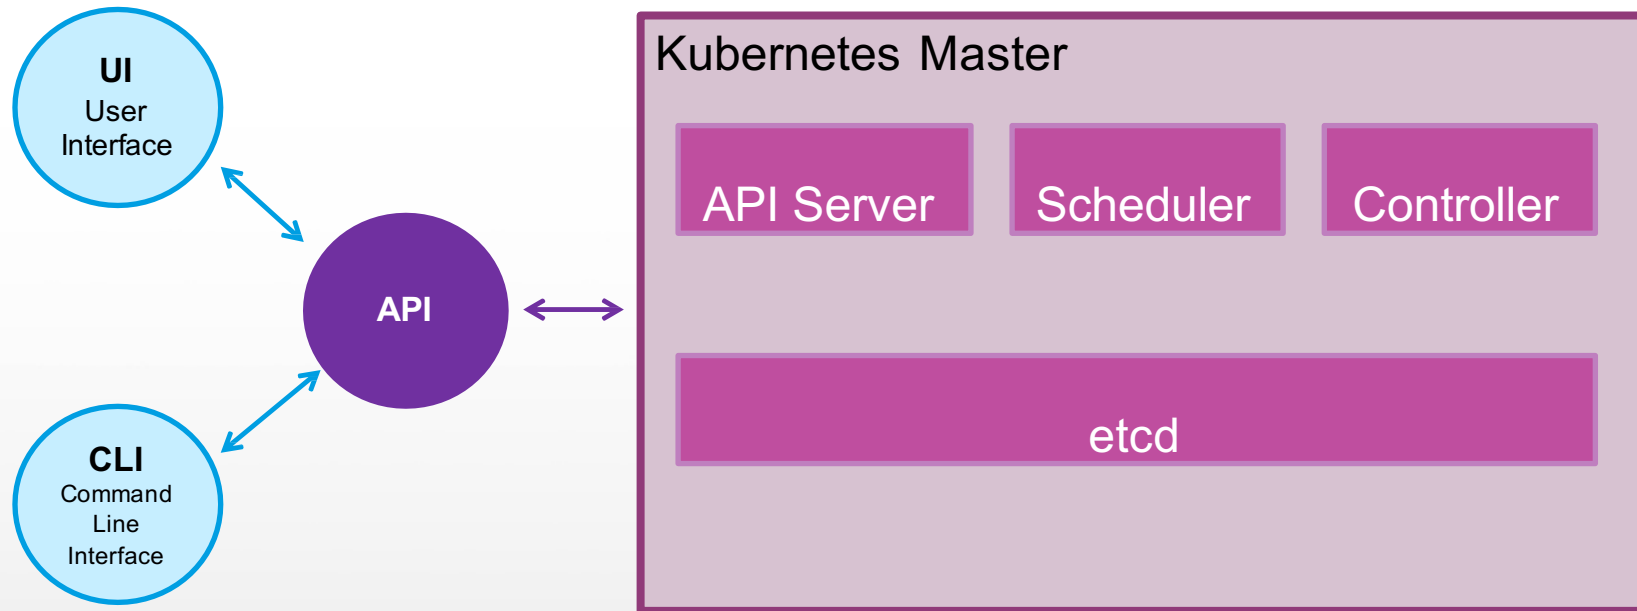 UI
User
Interface
API
CLI
Command
Line
Interface
Kubernetes Master
API Server
Scheduler
Controller
etcd